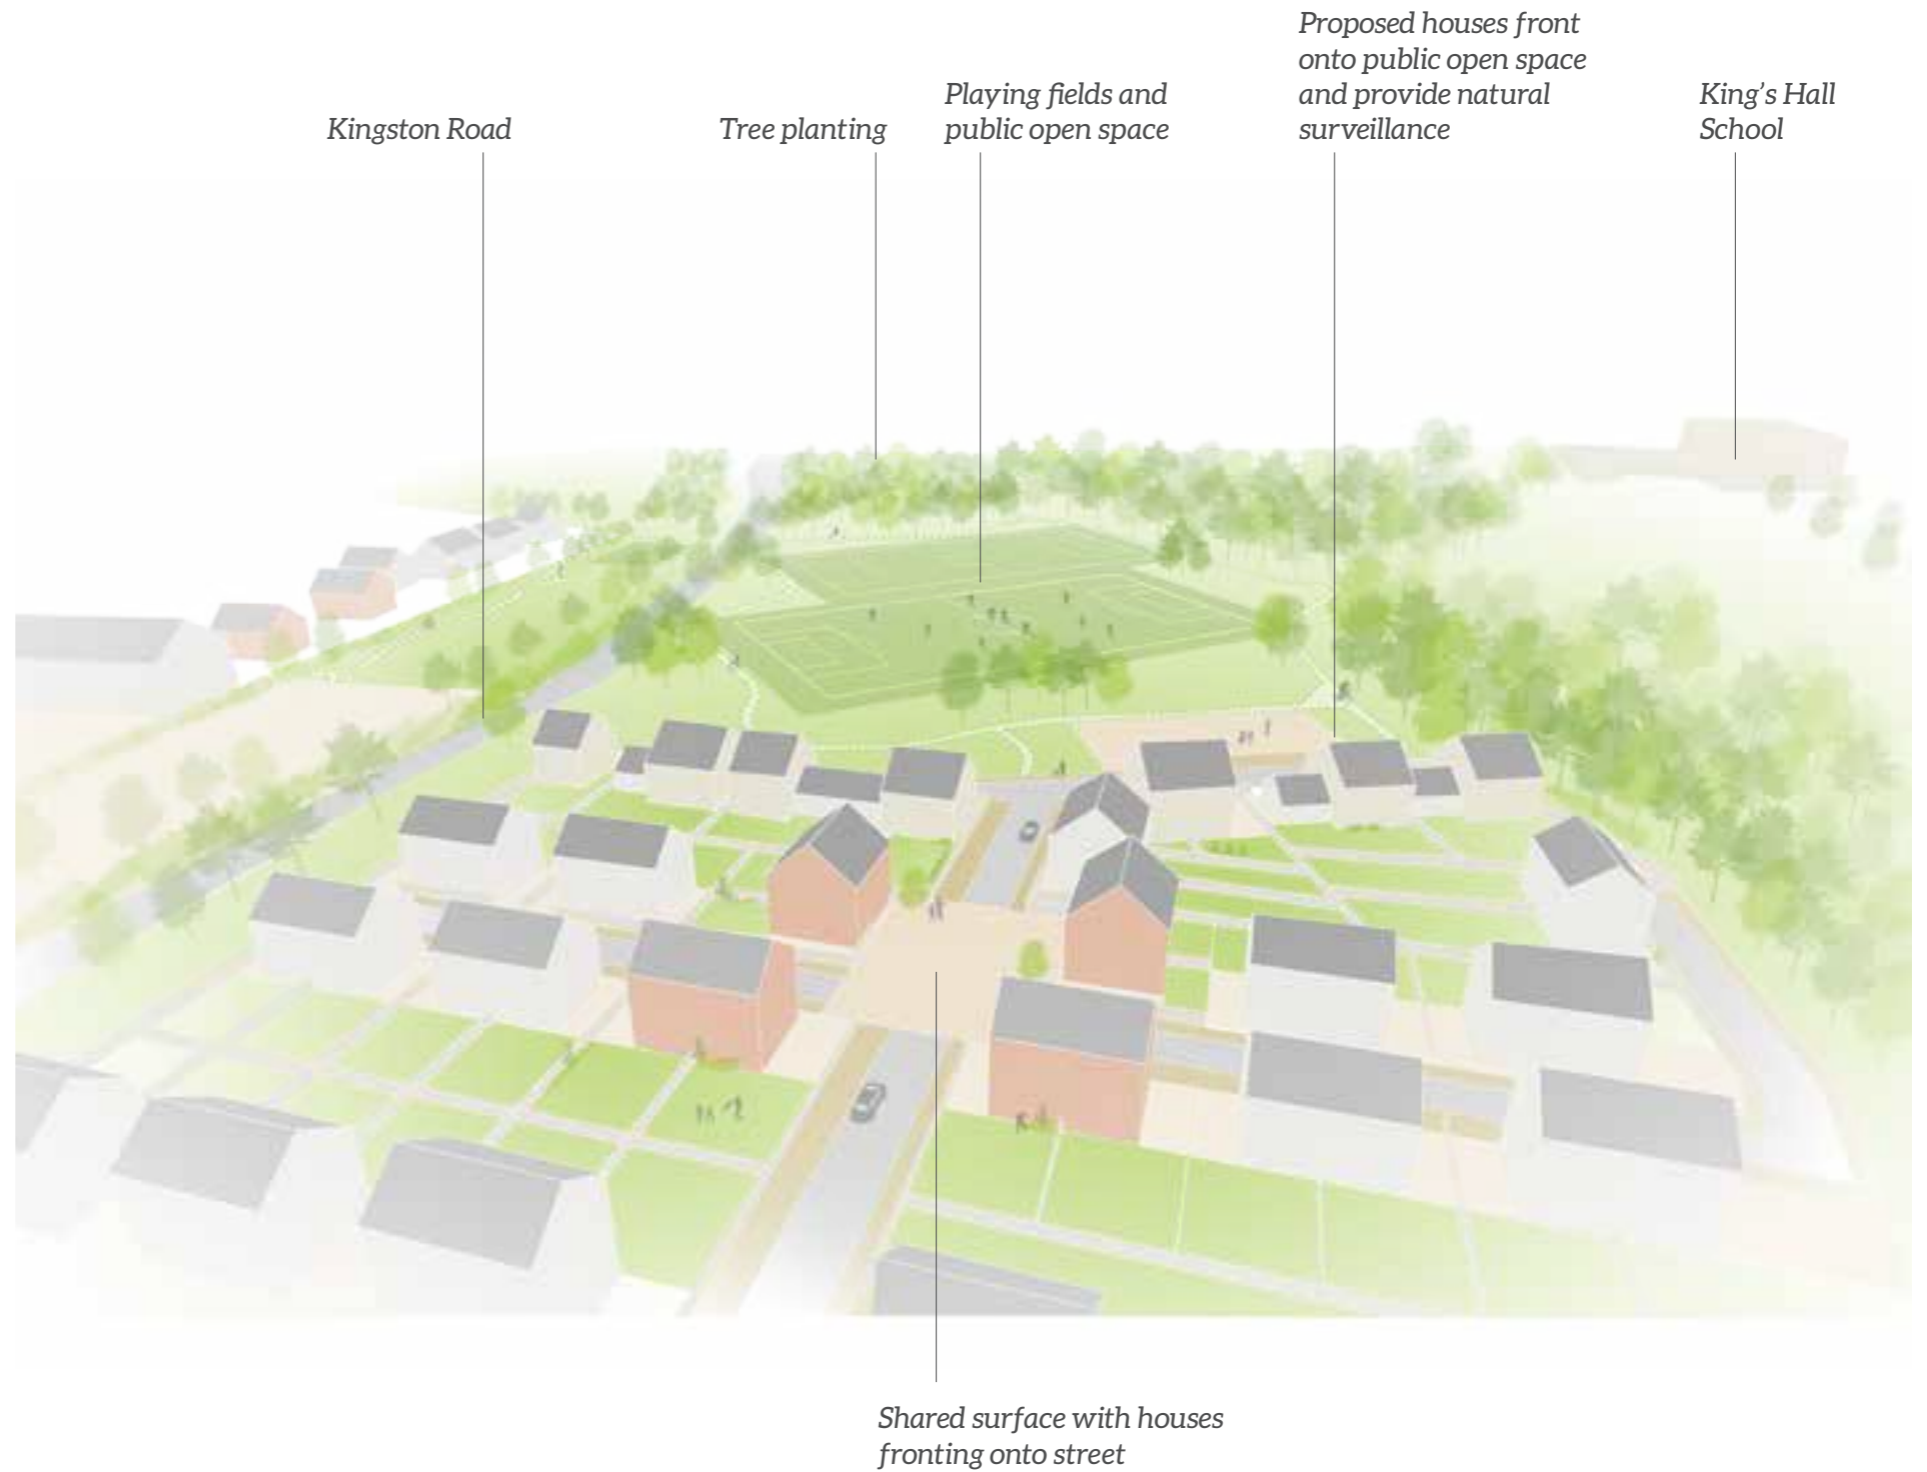 Kingston Road
Tree planting
Playing fields and
public open space
Proposed houses front
onto public open space
and provide natural
surveillance
King’s Hall
School
Shared surface with houses
fronting onto street